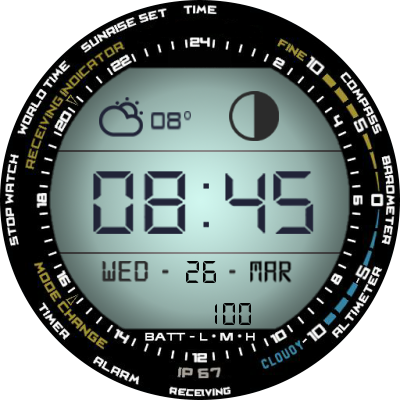 TIME
SUNRISE SET
WORLD TIME
STOP WATCH
TIMER
ALARM
RECEIVING
ALTIMETER
BAROMETER
COMPASS
RECEIVING INDICATOR
MODE CHANGE
FINE 10 5 0 -5 -10 CLOUDY
24 2 4 6 8 10 12 14 16 18 20 22
08°
08:45
WED - 26 - MAR
100
BATT-L·M·H
IP 67